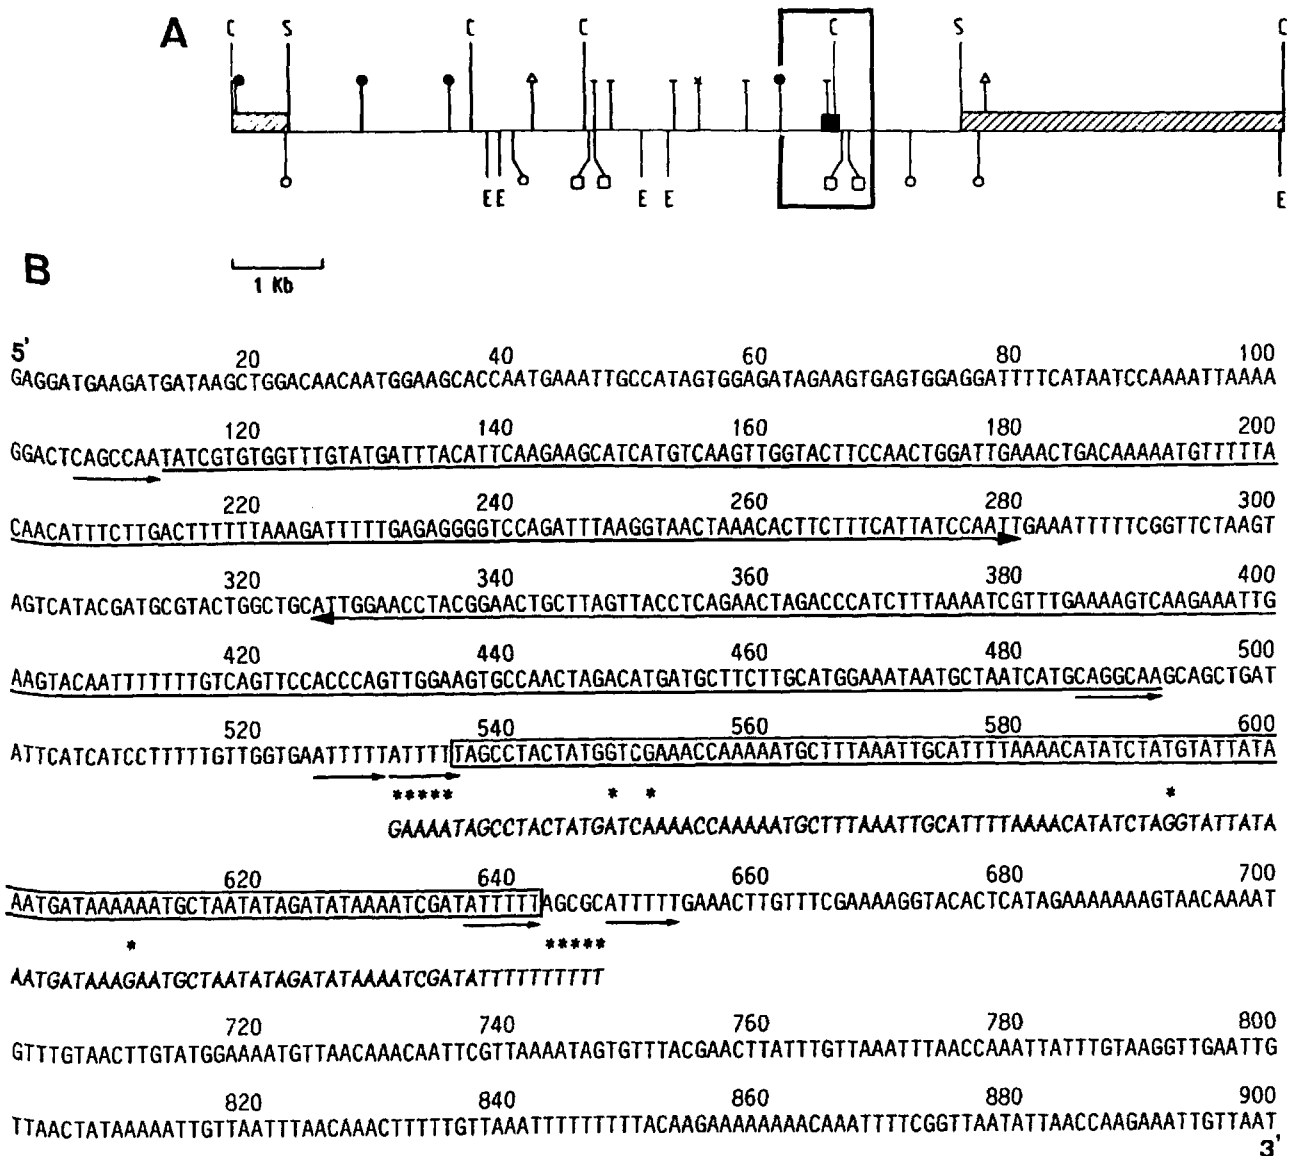 A
C S C C C S C
E E E E E
1 Kb
B
5'
20 40 60 80 100
GAGGATGAAGATGATAAGCTGGACAACAATGGAAGCACCAATGAAATTGCCATAGTGGAGATAGAAGTGAGTGGAGGATTTTCATAATCCAAAATTAAAA
120 140 160 180 200
GGACTCAGCCAATATCGTGTGGTTTGTATGATTTACATTCAAGAAGCATCATGTCAAGTTGGTACTTCCAACTGGATTGAAACTGACAAAAATGTTTTTA
220 240 260 280 300
CAACATTTCTTGACTTTTTTAAAGATTTTTGAGAGGGGTCCAGATTTAAGGTAACTAAACACTTCTTTCATTATCCAATTGAAATTTTTCGGTTCTAAGT
320 340 360 380 400
AGTCATACGATGCGTACTGGCTGCATTGGAACCTACGGAACTGCTTAGTTACCTCAGAACTAGACCCATCTTTAAAATCGTTTGAAAAGTCAAGAAATTG
420 440 460 480 500
AAGTACAATTTTTTTGTCAGTTCCACCCAGTTGGAAGTGCCAACTAGACATGATGCTTCTTGCATGGAAATAATGCTAATCATGCAGGCAAGCAGCTGAT
520 540 560 580 600
ATTCATCATCCTTTTTGTTGGTGAATTTTTATTTTTAGCCTACTATGGTCGAAACCAAAAATGCTTTAAATTGCATTTTAAAACATATCTATGTATTATA
***** * * *
GAAAATAGCCTACTATGATCAAAACCAAAAATGCTTTAAATTGCATTTTAAAACATATCTAGGTATTATA
620 640 660 680 700
AATGATAAAAAATGCTAATATAGATATAAAATCGATATTTTTAGCGCATTTTTGAAACTTGTTTCGAAAAGGTACACTCATAGAAAAAAAGTAACAAAAT
* *****
AATGATAAAGAATGCTAATATAGATATAAAATCGATATTTTTTTTTT
720 740 760 780 800
GTTTGTAACTTGTATGGAAAATGTTAACAAACAATTCGTTAAAATAGTGTTTACGAACTTATTTGTTAAATTTAACCAAATTATTTGTAAGGTTGAATTG
820 840 860 880 900
TTAACTATAAAAATTGTTAATTTAACAAACTTTTTGTTAAATTTTTTTTTTACAAGAAAAAAAAACAAATTTTCGGTTAATATTAACCAAGAAATTGTTAAT
3'